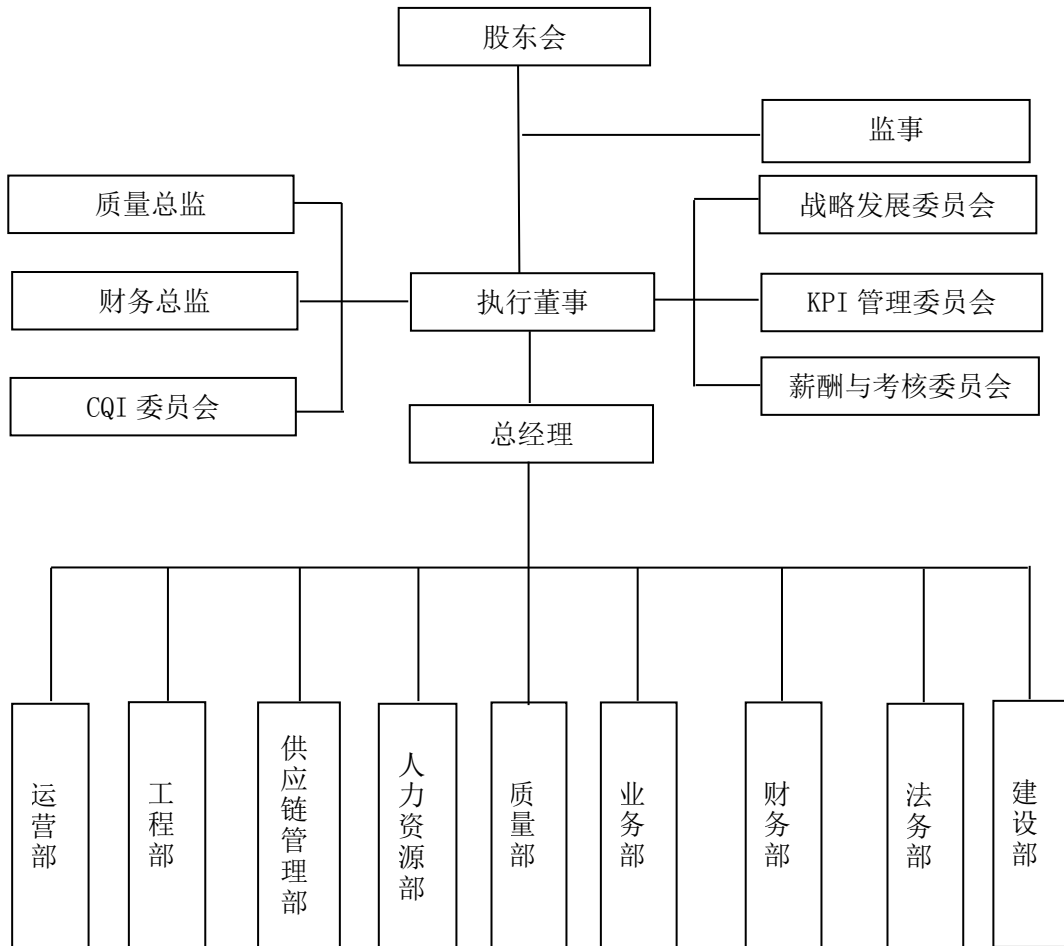 股东会
监事
质量总监
战略发展委员会
财务总监
执行董事
KPI 管理委员会
CQI 委员会
薪酬与考核委员会
总经理
运营部
工程部
供应链管理部
人力资源部
质量部
业务部
财务部
法务部
建设部